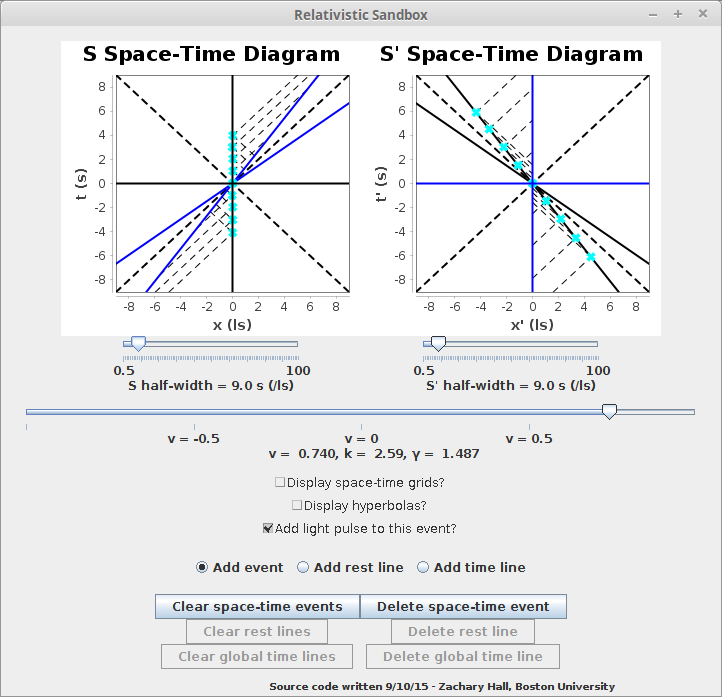 Relativistic Sandbox
S Space-Time Diagram
S' Space-Time Diagram
8
6
4
2
0
-2
-4
-6
-8
t (s)
-8 -6 -4 -2 0 2 4 6 8
x (ls)
8
6
4
2
0
-2
-4
-6
-8
t' (s)
-8 -6 -4 -2 0 2 4 6 8
x' (ls)
0.5 100
S half-width = 9.0 s (/ls)
0.5 100
S' half-width = 9.0 s (/ls)
v = -0.5 v = 0 v = 0.5
v = 0.740, k = 2.59, γ = 1.487
Display space-time grids?
Display hyperbolas?
Add light pulse to this event?
Add event Add rest line Add time line
Clear space-time events Delete space-time event
Clear rest lines Delete rest line
Clear global time lines Delete global time line
Source code written 9/10/15 - Zachary Hall, Boston University